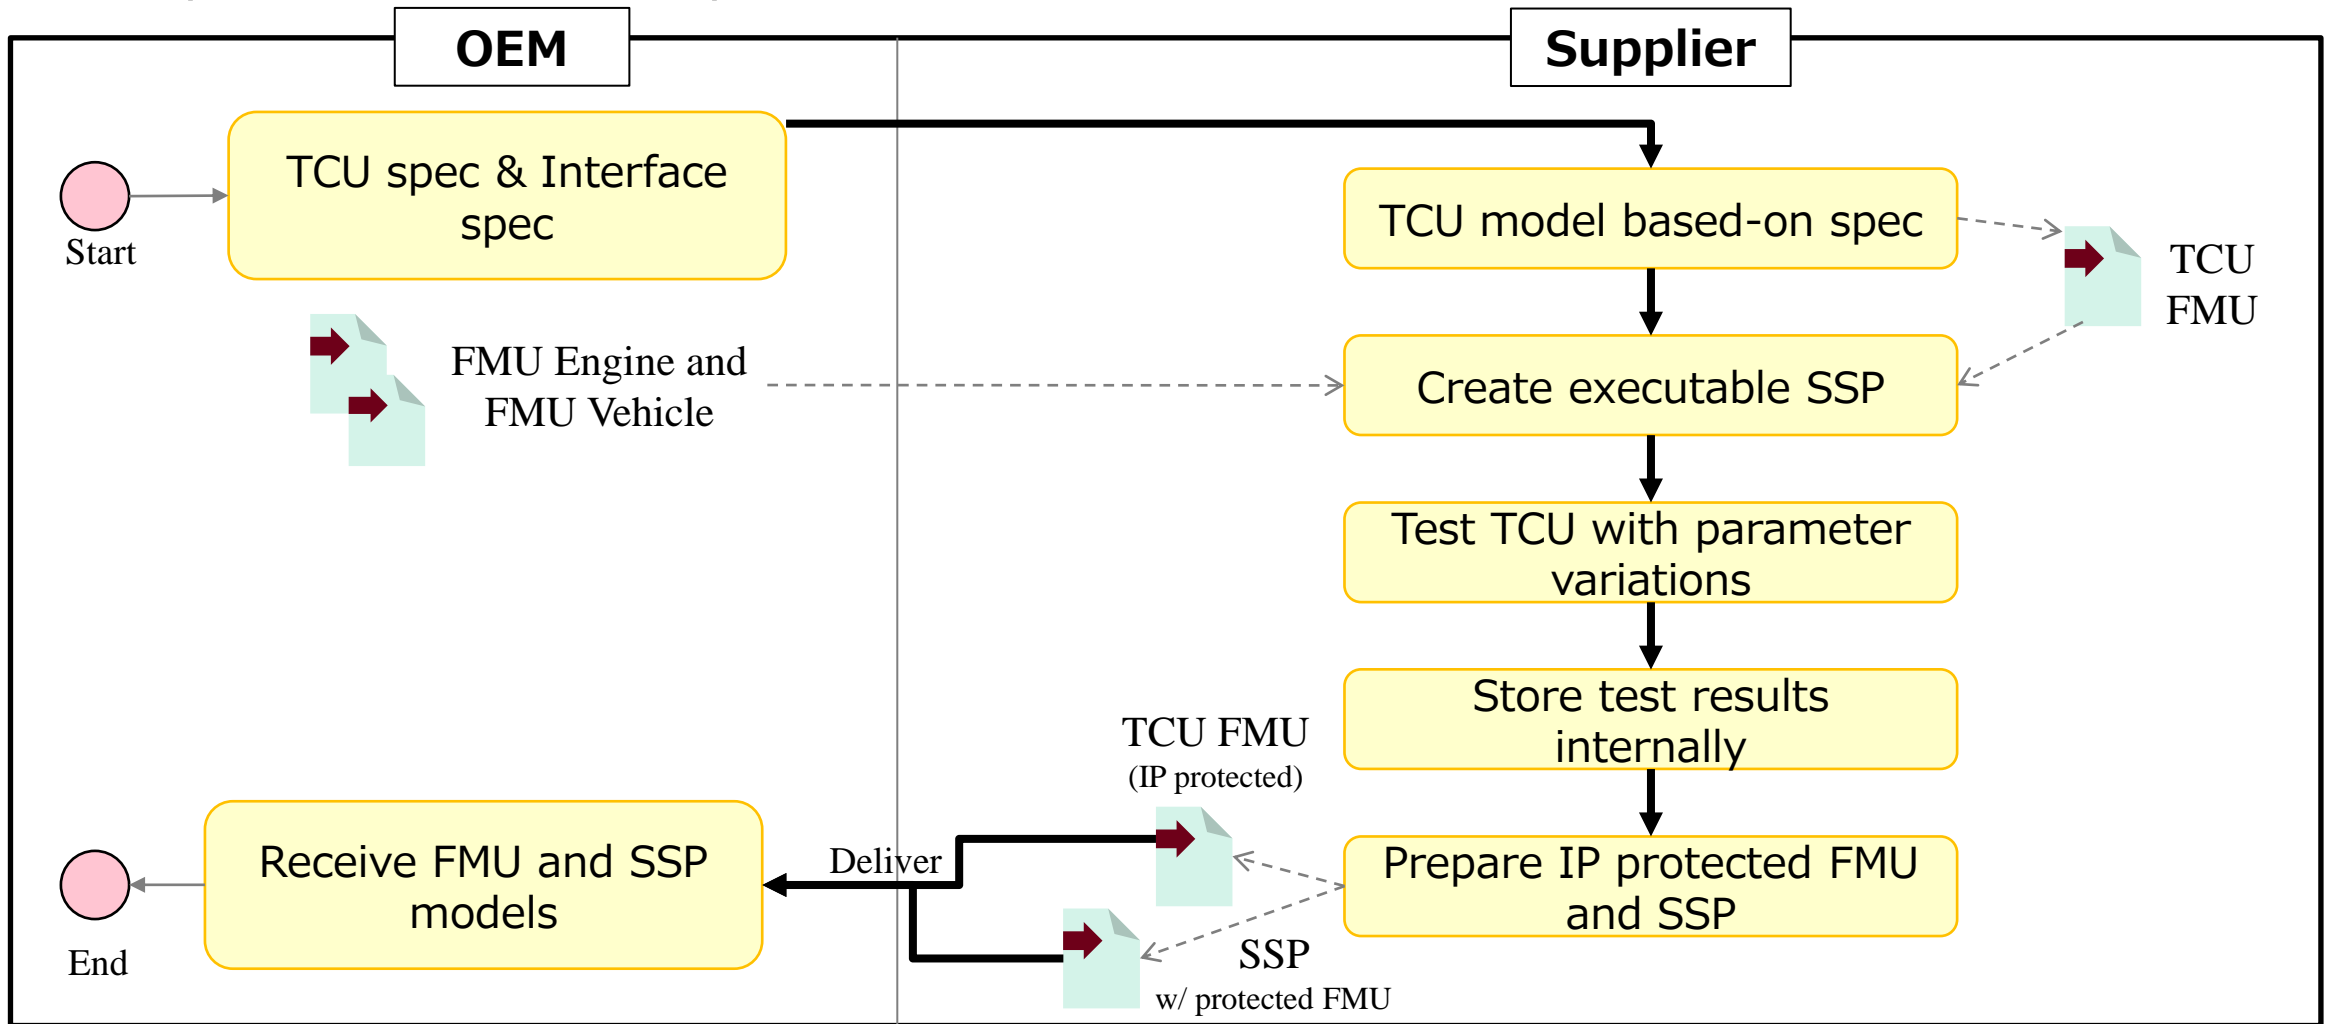 OEM
Supplier
TCU spec & Interface
spec
Start
TCU model based-on spec
TCU
FMU
FMU Engine and
FMU Vehicle
Create executable SSP
Test TCU with parameter
variations
Store test results
internally
TCU FMU
(IP protected)
Receive FMU and SSP
models
Deliver
Prepare IP protected FMU
and SSP
End
SSP
w/ protected FMU